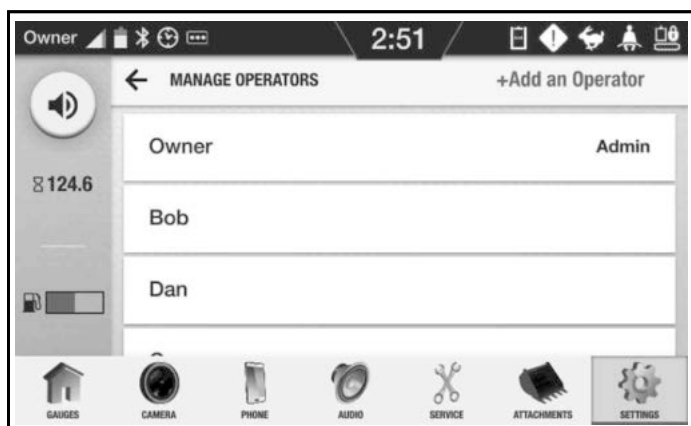 Owner
2:51
MANAGE OPERATORS
+Add an Operator
Owner Admin
124.6
Bob
Dan
GAUGES CAMERA PHONE AUDIO SERVICE ATTACHMENTS SETTINGS